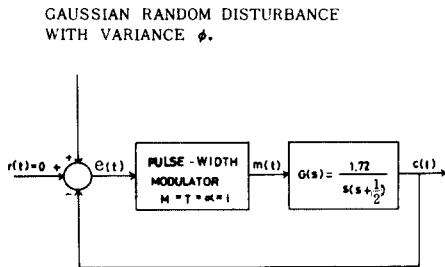 GAUSSIAN RANDOM DISTURBANCE
WITH VARIANCE ϕ.
r(t)=0 + + - e(t)
PULSE-WIDTH
MODULATOR
M = T = α = 1
m(t)
G(s) = 1.72 / s(s+1/2)
c(t)